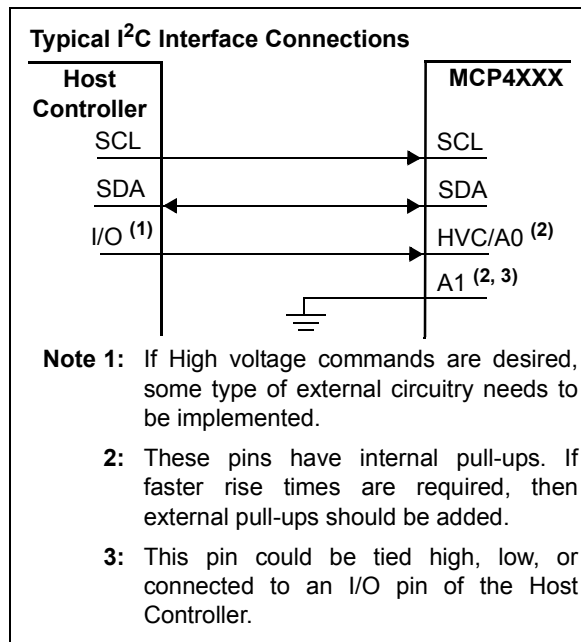 Typical I2C Interface Connections
Host
Controller
MCP4XXX
SCL
SCL
SDA
SDA
I/O (1)
HVC/A0 (2)
A1 (2, 3)
Note 1: If High voltage commands are desired,
some type of external circuitry needs to
be implemented.
2: These pins have internal pull-ups. If
faster rise times are required, then
external pull-ups should be added.
3: This pin could be tied high, low, or
connected to an I/O pin of the Host
Controller.